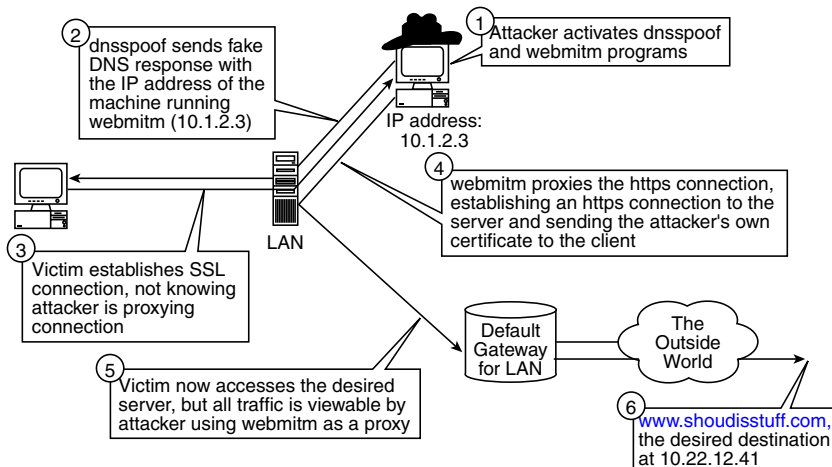 1
Attacker activates dnsspoof
and webmitm programs
2
dnsspoof sends fake
DNS response with
the IP address of the
machine running
webmitm (10.1.2.3)
IP address:
10.1.2.3
4
webmitm proxies the https connection,
establishing an https connection to the
server and sending the attacker's own
certificate to the client
LAN
3
Victim establishes SSL
connection, not knowing
attacker is proxying
connection
Default
Gateway
for LAN
The
Outside
World
5
Victim now accesses the desired
server, but all traffic is viewable by
attacker using webmitm as a proxy
6
www.shoudisstuff.com,
the desired destination
at 10.22.12.41